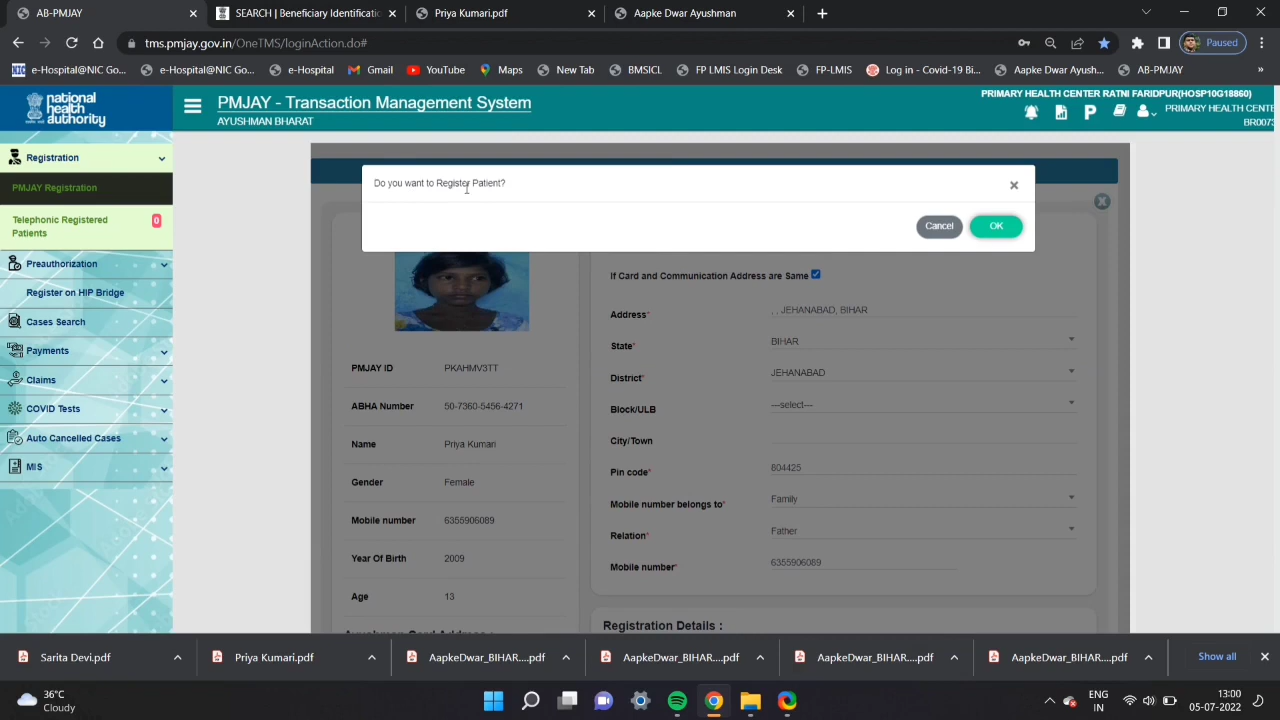 AB-PMJAY
SEARCH | Beneficiary Identificatio
Priya Kumari.pdf
Aapke Dwar Ayushman
tms.pmjay.gov.in/OneTMS/loginAction.do#
Paused
e-Hospital@NIC Go...
e-Hospital@NIC Go...
e-Hospital
Gmail
YouTube
Maps
New Tab
BMSICL
FP LMIS Login Desk
FP-LMIS
Log in - Covid-19 Bi...
Aapke Dwar Ayush...
AB-PMJAY
national
health
authority
PMJAY - Transaction Management System
AYUSHMAN BHARAT
PRIMARY HEALTH CENTER RATNI FARIDPUR(HOSP10G18860)
PRIMARY HEALTH CENTE
BR0073
Registration
PMJAY Registration
Telephonic Registered
Patients
0
Preauthorization
Register on HIP Bridge
Cases Search
Payments
Claims
COVID Tests
Auto Cancelled Cases
MIS
Do you want to Register Patient?
Cancel
OK
PMJAY ID PKAHMV3TT
ABHA Number 50-7360-5456-4271
Name Priya Kumari
Gender Female
Mobile number 6355906089
Year Of Birth 2009
Age 13
Ayushman Card Address :
If Card and Communication Address are Same
Address* , , JEHANABAD, BIHAR
State* BIHAR
District* JEHANABAD
Block/ULB ---select---
City/Town
Pin code* 804425
Mobile number belongs to* Family
Relation* Father
Mobile number* 6355906089
Registration Details :
Sarita Devi.pdf
Priya Kumari.pdf
AapkeDwar_BIHAR....pdf
AapkeDwar_BIHAR....pdf
AapkeDwar_BIHAR....pdf
AapkeDwar_BIHAR....pdf
Show all
36°C
Cloudy
ENG
IN
13:00
05-07-2022